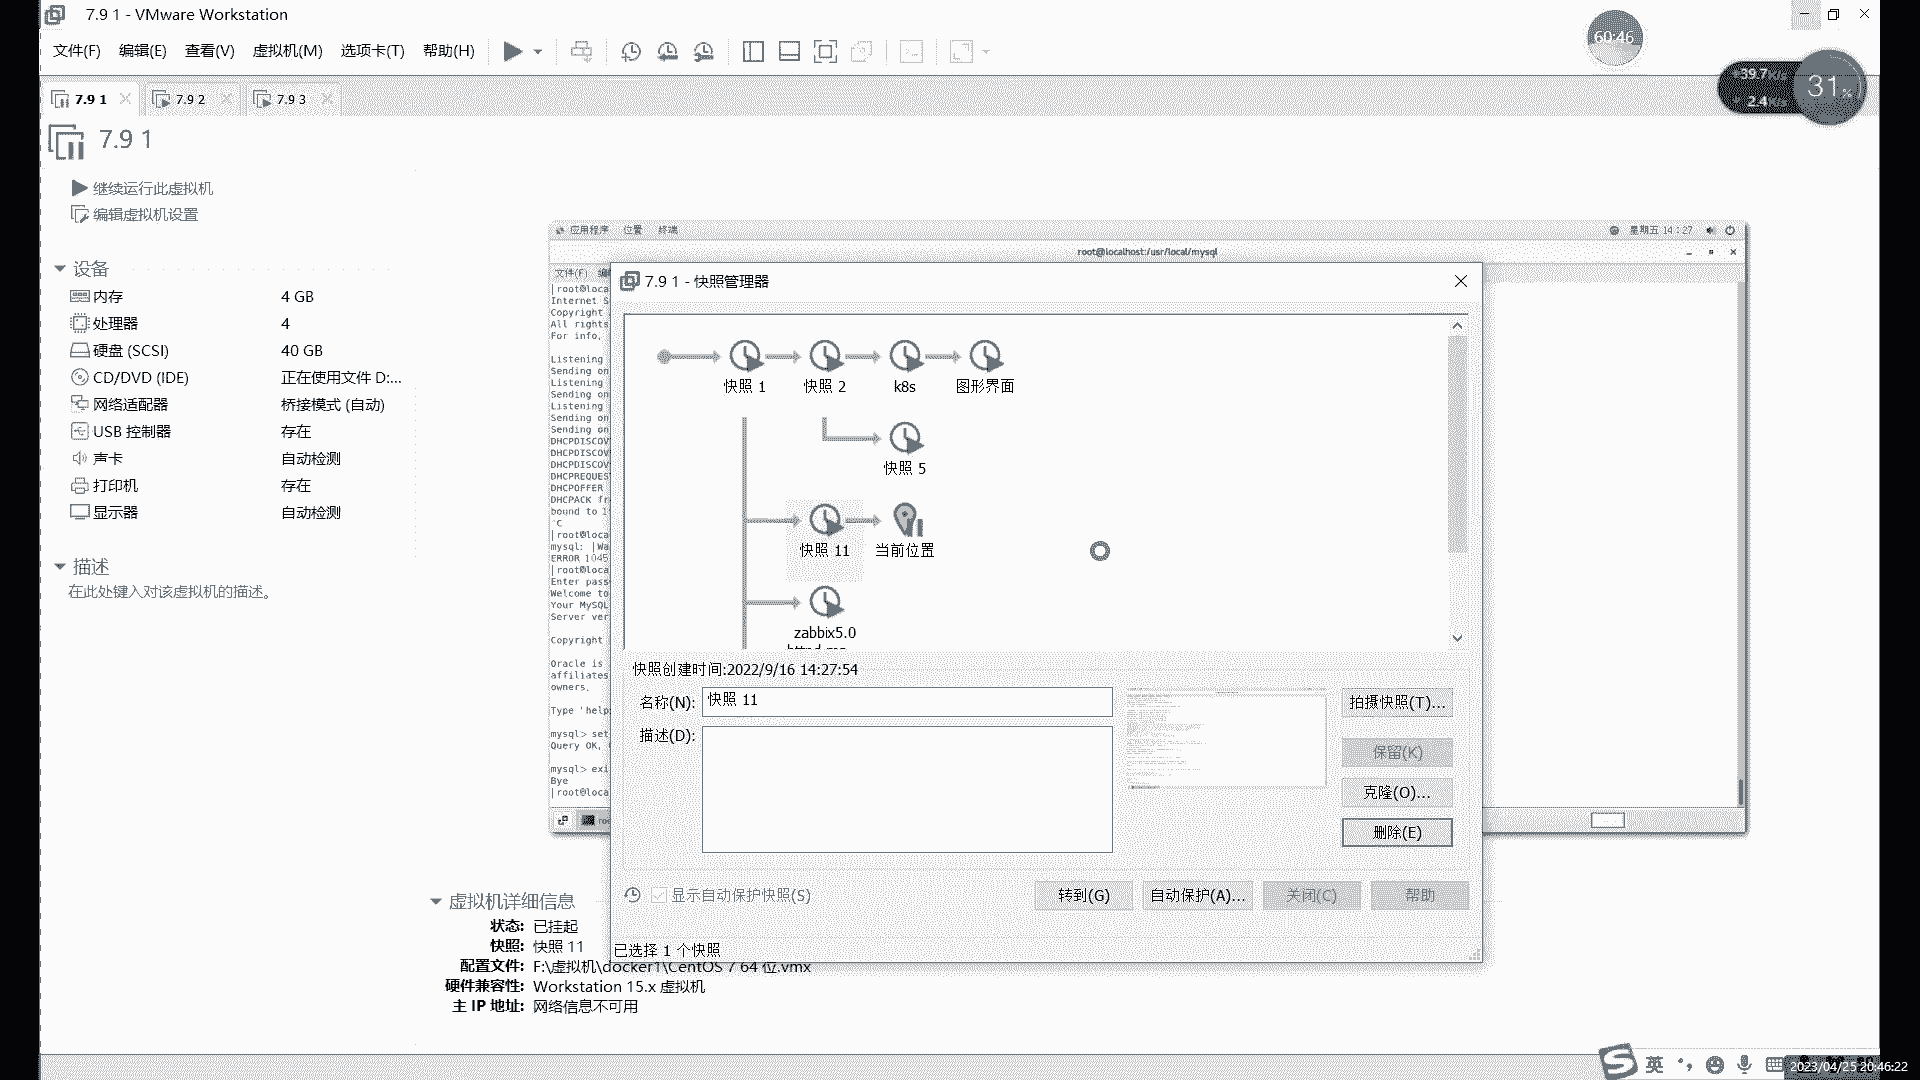 7.9 1 - VMware Workstation
文件(F) 编辑(E) 查看(V) 虚拟机(M) 选项卡(T) 帮助(H)
60:46
39.7K/s
2.4K/s
31%
7.9 1 7.9 2 7.9 3
7.9 1
继续运行此虚拟机
编辑虚拟机设置
设备
内存 4 GB
处理器 4
硬盘 (SCSI) 40 GB
CD/DVD (IDE) 正在使用文件 D:...
网络适配器 桥接模式 (自动)
USB 控制器 存在
声卡 自动检测
打印机 存在
显示器 自动检测
描述
在此处键入对该虚拟机的描述。
应用程序 位置 终端 星期五 14:27
root@localhost:/usr/local/mysql
文件(F)
[root@loca
Internet S
Copyright
All rights
For info,
Listening
Sending on
Listening
Sending on
Listening
Sending on
Sending on
DHCPDISCOV
DHCPDISCOV
DHCPDISCOV
DHCPREQUES
DHCPOFFER
DHCPACK fr
bound to 1
^C
[root@loca
mysql: [Wa
ERROR 1045
[root@loca
Enter pass
Welcome to
Your MySQL
Server ver
Copyright
Oracle is
affiliates
owners.
Type 'help
mysql> set
Query OK,
mysql> exi
Bye
[root@loca
7.9 1 - 快照管理器
快照 1 快照 2 k8s 图形界面
快照 5
快照 11 当前位置
zabbix5.0
快照创建时间:2022/9/16 14:27:54
名称(N): 快照 11
描述(D):
拍摄快照(T)...
保留(K)
克隆(O)...
删除(E)
显示自动保护快照(S) 转到(G) 自动保护(A)... 关闭(C) 帮助
已选择 1 个快照
虚拟机详细信息
状态: 已挂起
快照: 快照 11
配置文件: F:\虚拟机\docker1\CentOS 7 64 位.vmx
硬件兼容性: Workstation 15.x 虚拟机
主 IP 地址: 网络信息不可用
英
2023/04/25 20:46:22